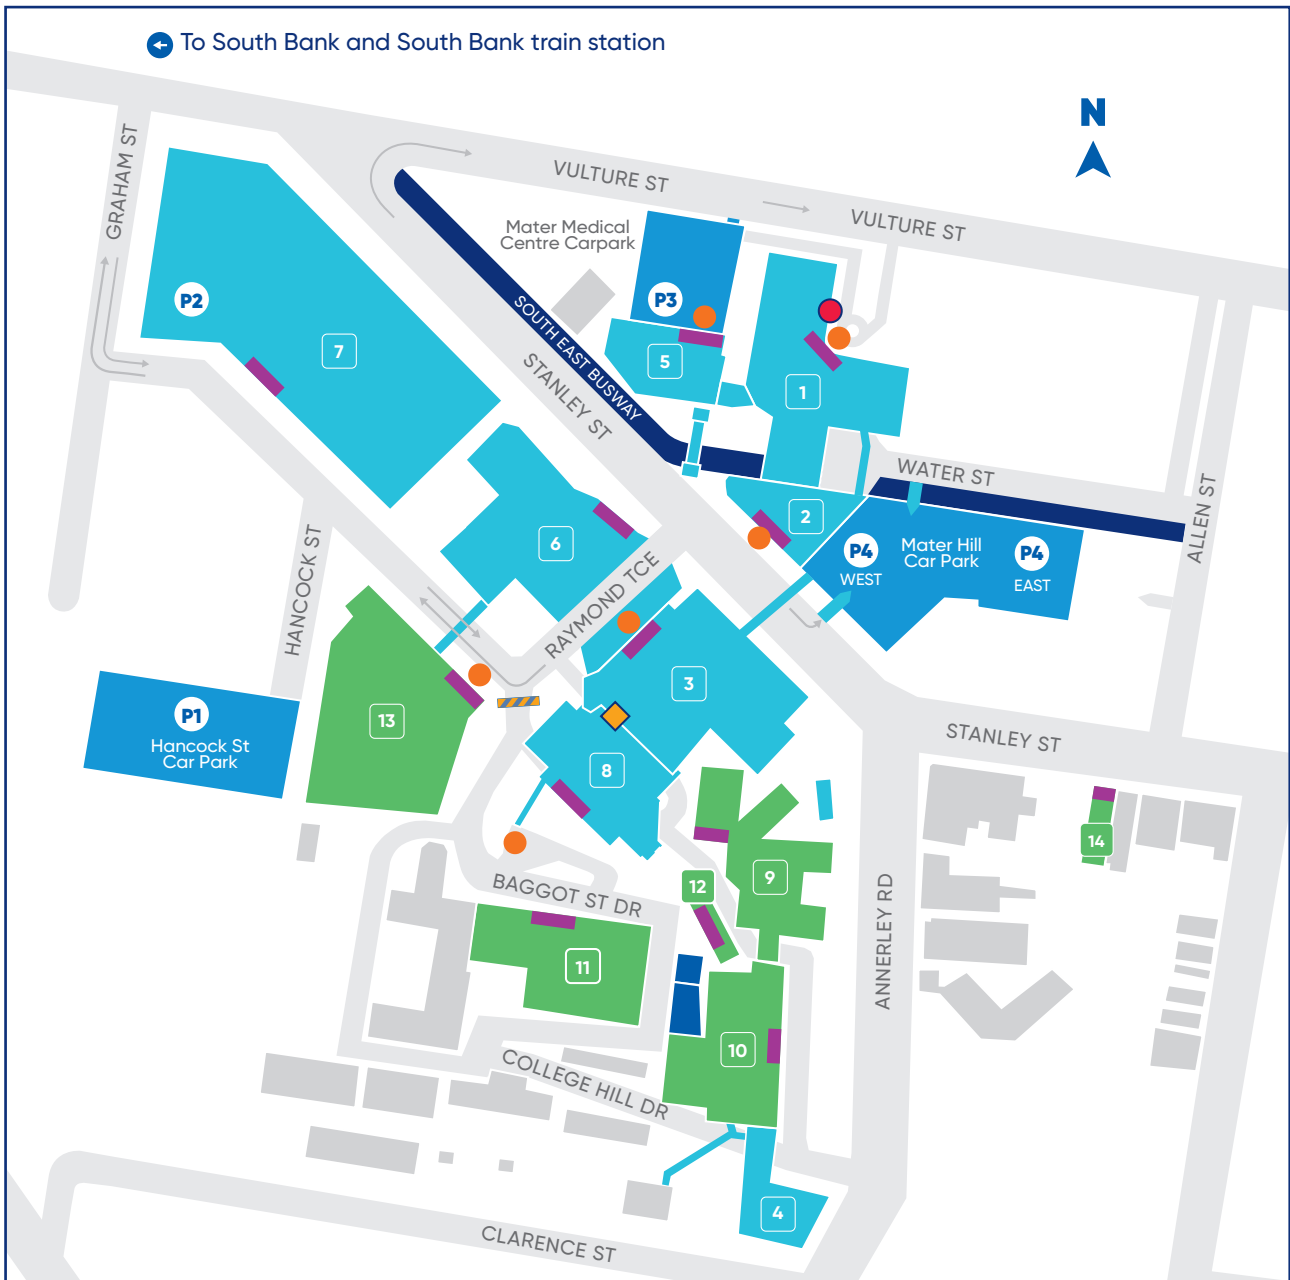 To South Bank and South Bank train station
N
GRAHAM ST
VULTURE ST
VULTURE ST
Mater Medical
Centre Carpark
P2
P3
SOUTH EAST BUSWAY
7
5
1
STANLEY ST
WATER ST
ALLEN ST
2
6
P4
WEST
Mater Hill
Car Park
P4
EAST
HANCOCK ST
RAYMOND TCE
3
P1
Hancock St
Car Park
13
STANLEY ST
8
14
9
12
BAGGOT ST DR
ANNERLEY RD
11
10
COLLEGE HILL DR
4
CLARENCE ST